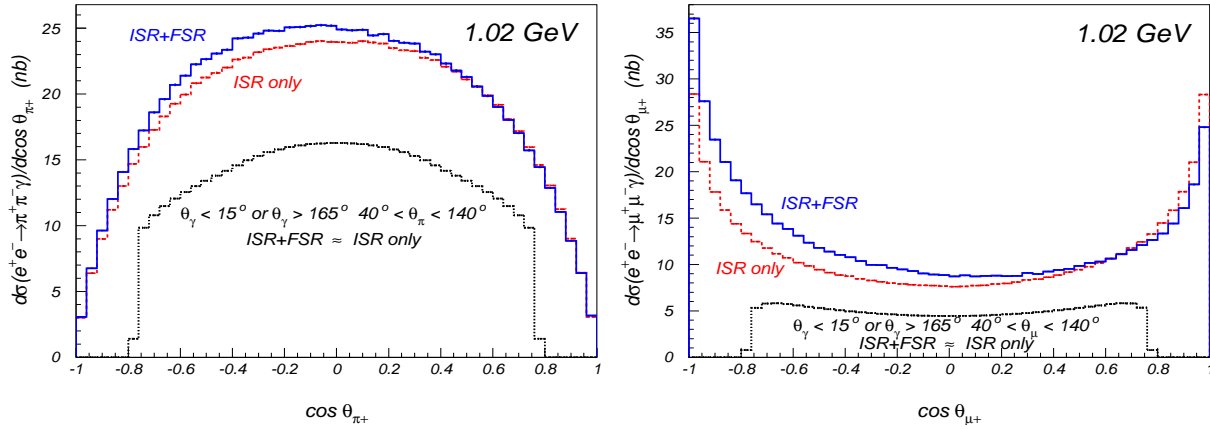 dσ(e⁺e⁻→π⁺π⁻γ)/dcos θπ+ (nb)
25
20
15
10
5
0
ISR+FSR
1.02 GeV
ISR only
θγ < 15° or θγ > 165° 40° < θπ < 140°
ISR+FSR ≈ ISR only
-1 -0.8 -0.6 -0.4 -0.2 0 0.2 0.4 0.6 0.8 1
cos θπ+
dσ(e⁺e⁻→μ⁺μ⁻γ)/dcos θμ+ (nb)
35
30
25
20
15
10
5
0
1.02 GeV
ISR+FSR
ISR only
θγ < 15° or θγ > 165° 40° < θμ < 140°
ISR+FSR ≈ ISR only
-1 -0.8 -0.6 -0.4 -0.2 0 0.2 0.4 0.6 0.8 1
cos θμ+